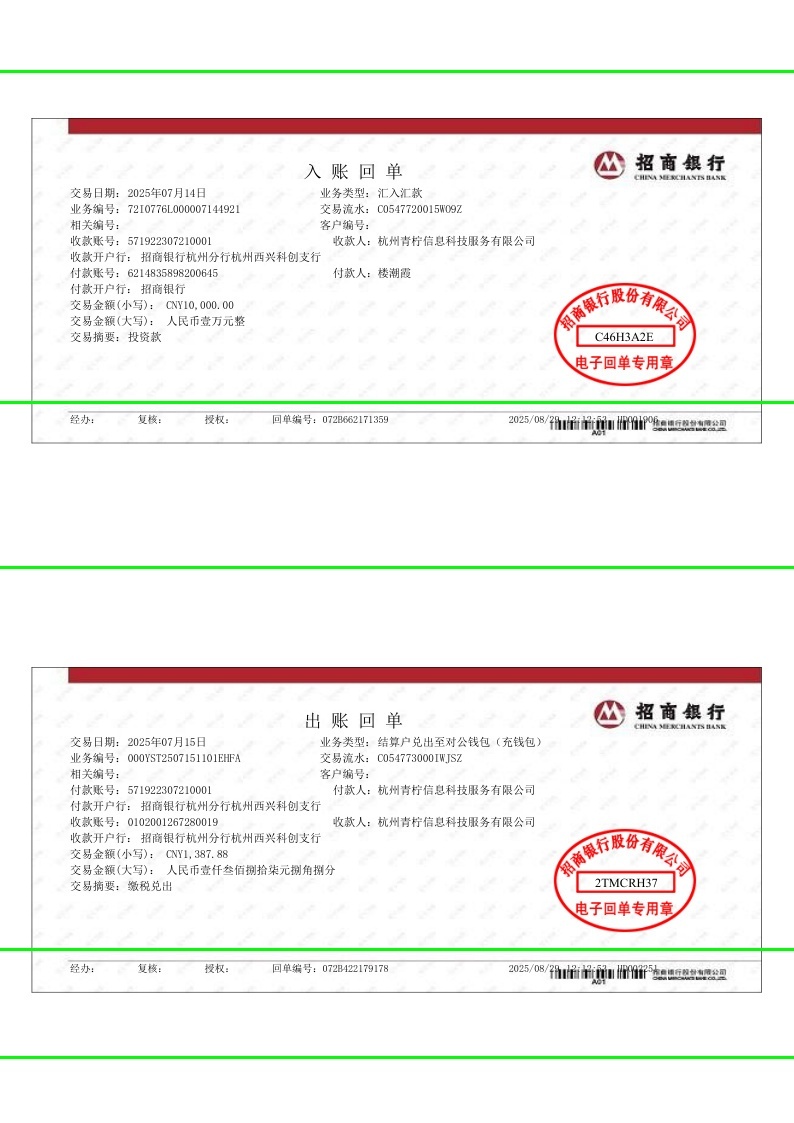 招商银行
CHINA MERCHANTS BANK
入账回单
交易日期：2025年07月14日 业务类型：汇入汇款
业务编号：7210776L000007144921 交易流水：C0547720015WO9Z
相关编号： 客户编号：
收款账号：571922307210001 收款人：杭州青柠信息科技服务有限公司
收款开户行：招商银行杭州分行杭州西兴科创支行
付款账号：6214835898200645 付款人：楼潮霞
付款开户行：招商银行
交易金额(小写)： CNY10,000.00
交易金额(大写)： 人民币壹万元整
交易摘要：投资款
招商银行股份有限公司
C46H3A2E
电子回单专用章
经办： 复核： 授权： 回单编号：072B662171359 2025/08/29 12:12:53 HD001906
招商银行股份有限公司
CHINA MERCHANTS BANK CO.,LTD.
A01
招商银行
CHINA MERCHANTS BANK
出账回单
交易日期：2025年07月15日 业务类型：结算户兑出至对公钱包（充钱包）
业务编号：000YST2507151101EHFA 交易流水：C054773000IWJSZ
相关编号： 客户编号：
付款账号：571922307210001 付款人：杭州青柠信息科技服务有限公司
付款开户行：招商银行杭州分行杭州西兴科创支行
收款账号：0102001267280019 收款人：杭州青柠信息科技服务有限公司
收款开户行：招商银行杭州分行杭州西兴科创支行
交易金额(小写)： CNY1,387.88
交易金额(大写)： 人民币壹仟叁佰捌拾柒元捌角捌分
交易摘要：缴税兑出
招商银行股份有限公司
2TMCRH37
电子回单专用章
经办： 复核： 授权： 回单编号：072B422179178 2025/08/29 12:12:53 HD002251
招商银行股份有限公司
CHINA MERCHANTS BANK CO.,LTD.
A01